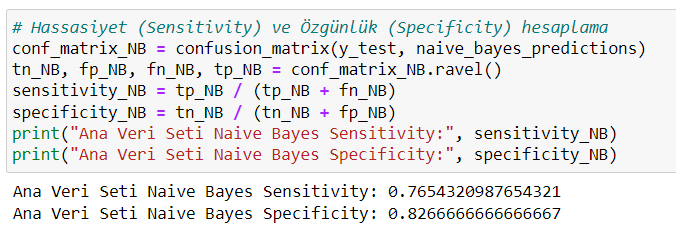 # Hassasiyet (Sensitivity) ve Özgünlük (Specificity) hesaplama
conf_matrix_NB = confusion_matrix(y_test, naive_bayes_predictions)
tn_NB, fp_NB, fn_NB, tp_NB = conf_matrix_NB.ravel()
sensitivity_NB = tp_NB / (tp_NB + fn_NB)
specificity_NB = tn_NB / (tn_NB + fp_NB)
print("Ana Veri Seti Naive Bayes Sensitivity:", sensitivity_NB)
print("Ana Veri Seti Naive Bayes Specificity:", specificity_NB)
Ana Veri Seti Naive Bayes Sensitivity: 0.7654320987654321
Ana Veri Seti Naive Bayes Specificity: 0.8266666666666667